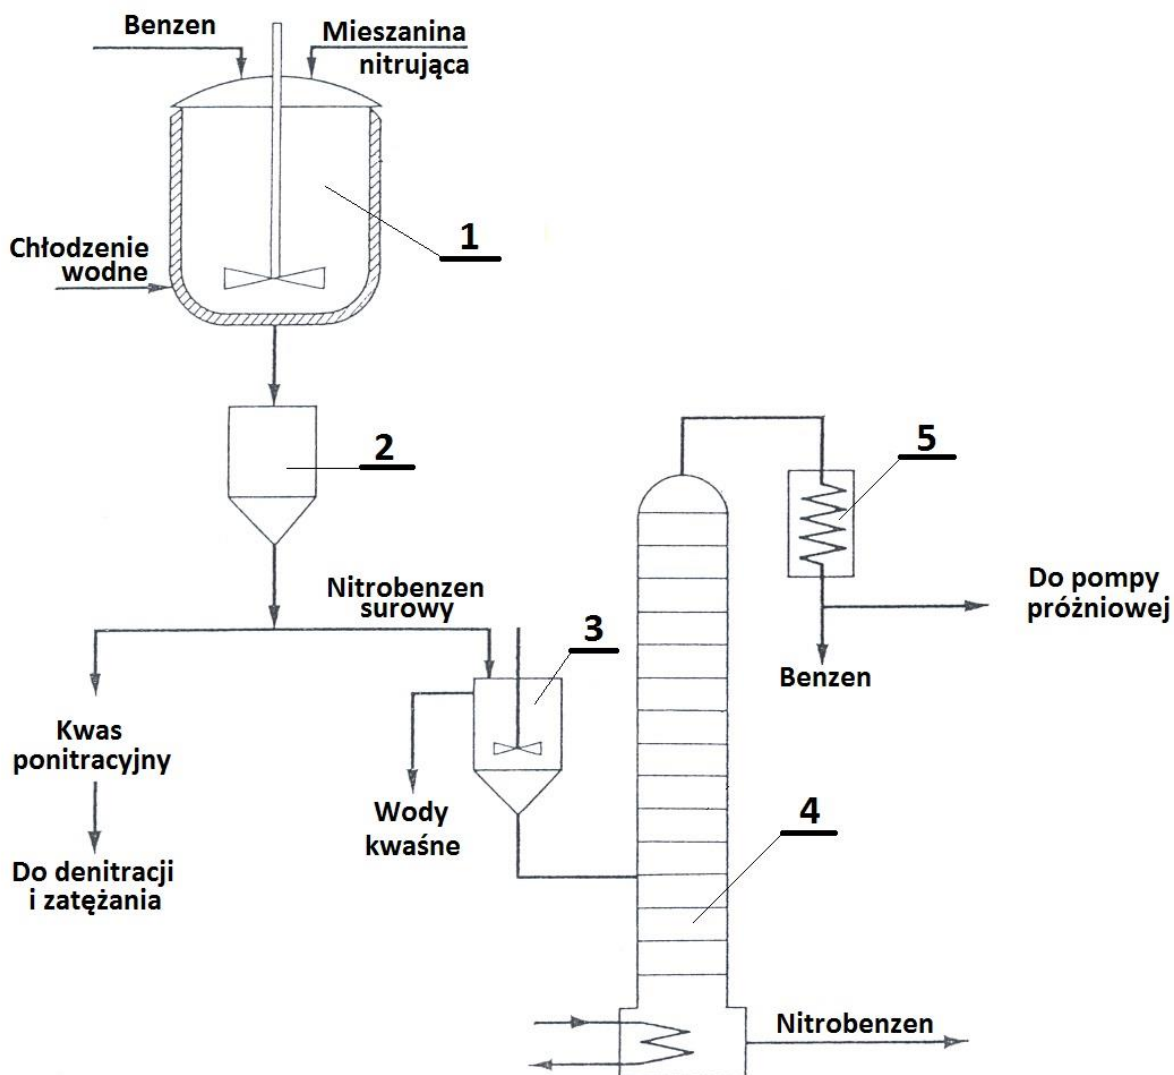 Benzen
Mieszanina
nitrująca
1
Chłodzenie
wodne
2
5
Nitrobenzen
surowy
3
Do pompy
próżniowej
Benzen
Kwas
ponitracyjny
Wody
kwaśne
4
Do denitracji
i zatężania
Nitrobenzen